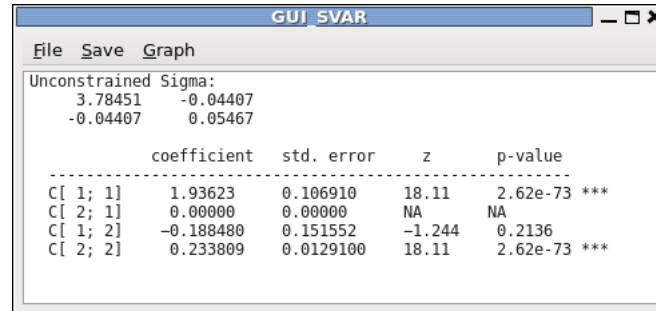 GUI_SVAR
File Save Graph
Unconstrained Sigma:
3.78451 -0.04407
-0.04407 0.05467
coefficient std. error z p-value
---------------------------------------------------------------
C[ 1; 1] 1.93623 0.106910 18.11 2.62e-73 ***
C[ 2; 1] 0.00000 0.00000 NA NA
C[ 1; 2] −0.188480 0.151552 −1.244 0.2136
C[ 2; 2] 0.233809 0.0129100 18.11 2.62e-73 ***